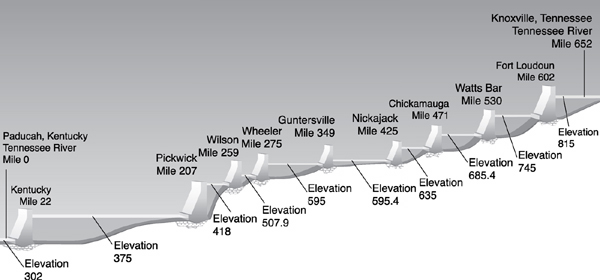 Knoxville, Tennessee
Tennessee River
Mile 652
Fort Loudoun
Mile 602
Watts Bar
Mile 530
Chickamauga
Mile 471
Nickajack
Mile 425
Guntersville
Mile 349
Wheeler
Mile 275
Wilson
Mile 259
Pickwick
Mile 207
Paducah, Kentucky
Tennessee River
Mile 0
Kentucky
Mile 22
Elevation
302
Elevation
375
Elevation
418
Elevation
507.9
Elevation
595
Elevation
595.4
Elevation
635
Elevation
685.4
Elevation
745
Elevation
815